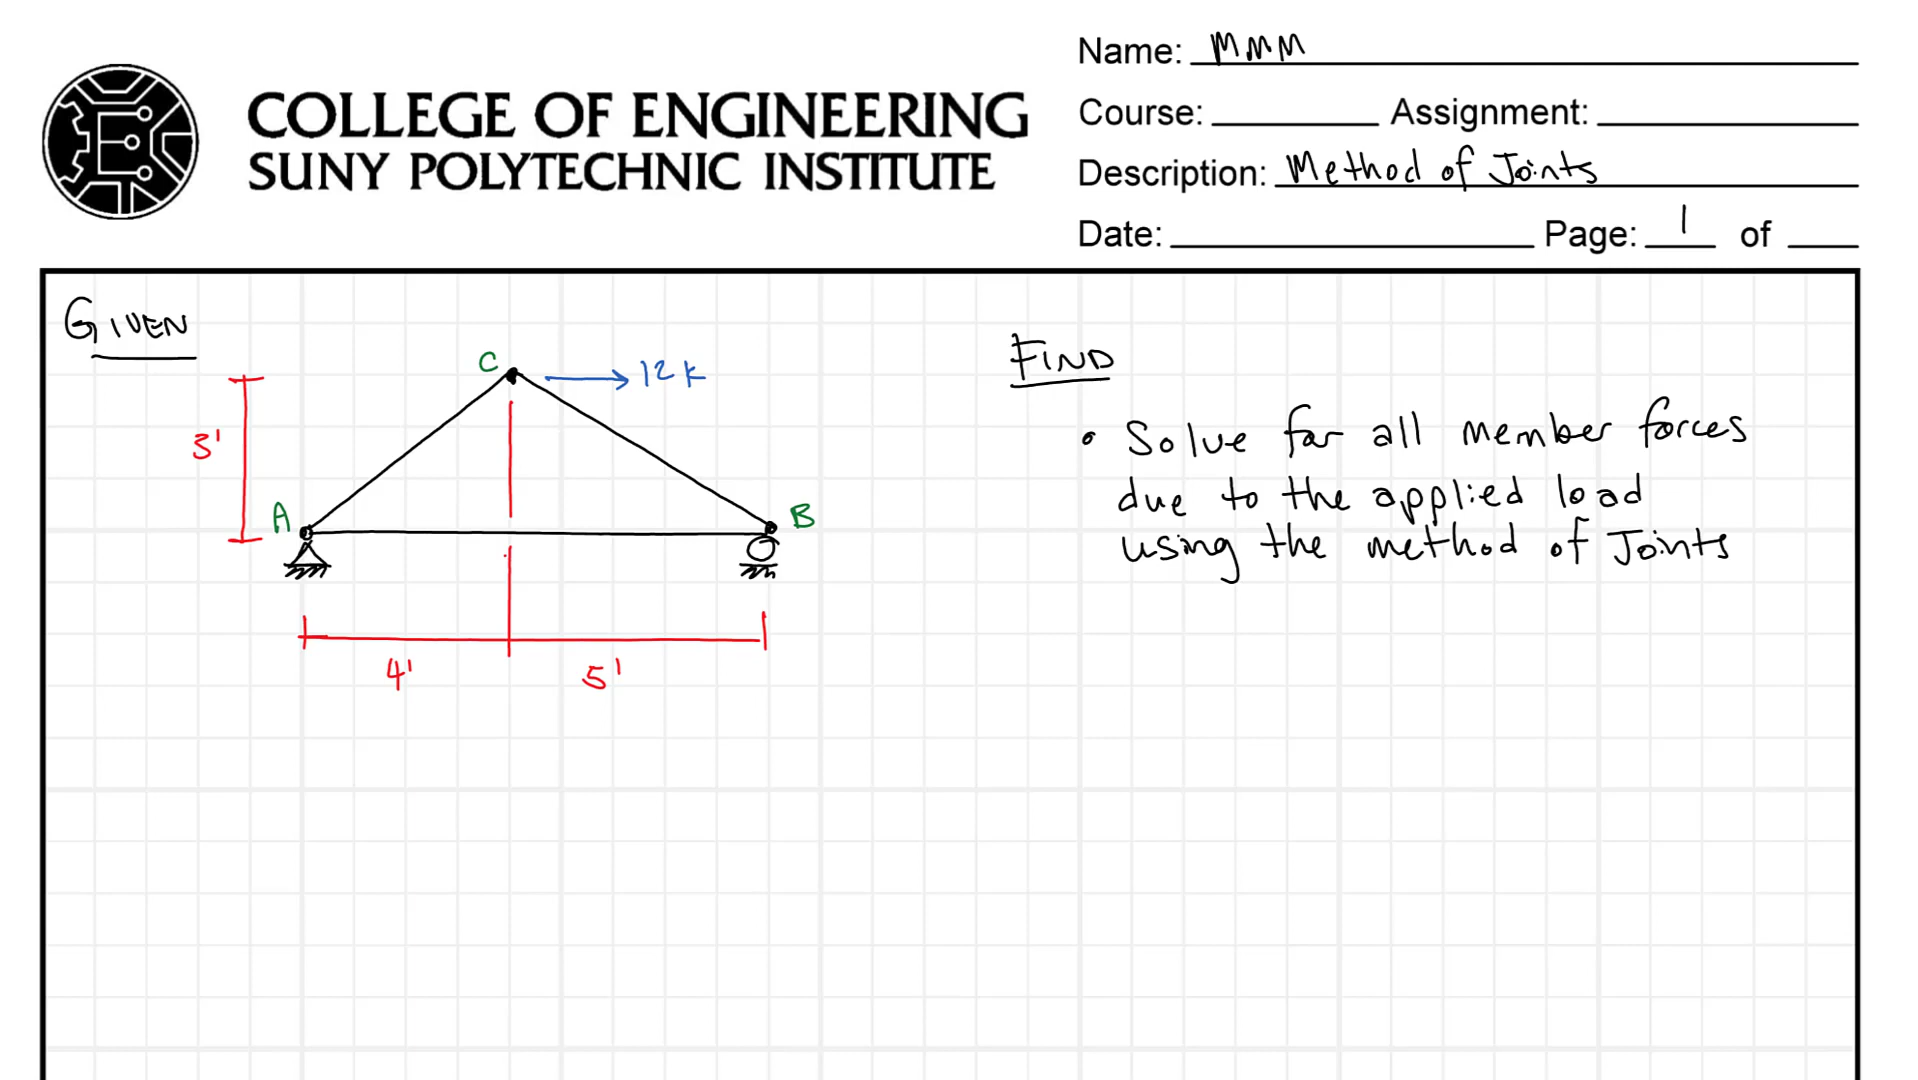 COLLEGE OF ENGINEERING
SUNY POLYTECHNIC INSTITUTE
Name: MMM
Course: Assignment:
Description: Method of Joints
Date: Page: 1 of
GIVEN
C
12k
3'
A
B
4'
5'
FIND
• Solve for all member forces
due to the applied load
using the method of Joints